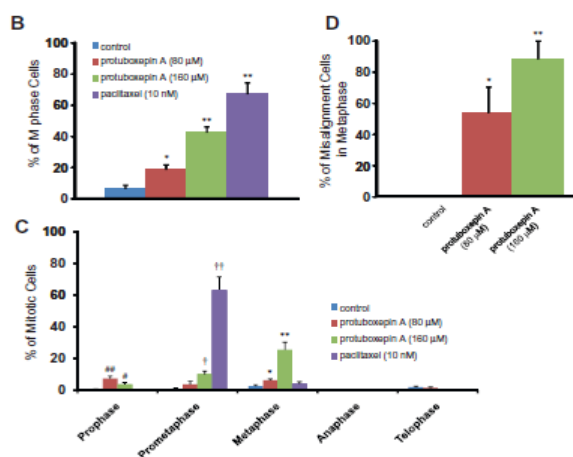 B
% of M phase Cells
100
80
60
40
20
0
control
protuboxepin A (80 μM)
protuboxepin A (160 μM)
paclitaxel (10 nM)
*
**
**
D
% of Misalignment Cells
in Metaphase
100
80
60
40
20
0
*
**
control
protuboxepin A
(80 μM)
protuboxepin A
(160 μM)
C
% of Mitotic Cells
100
80
60
40
20
0
##
#
†
††
*
**
control
protuboxepin A (80 μM)
protuboxepin A (160 μM)
paclitaxel (10 nM)
Prophase
Prometaphase
Metaphase
Anaphase
Telophase